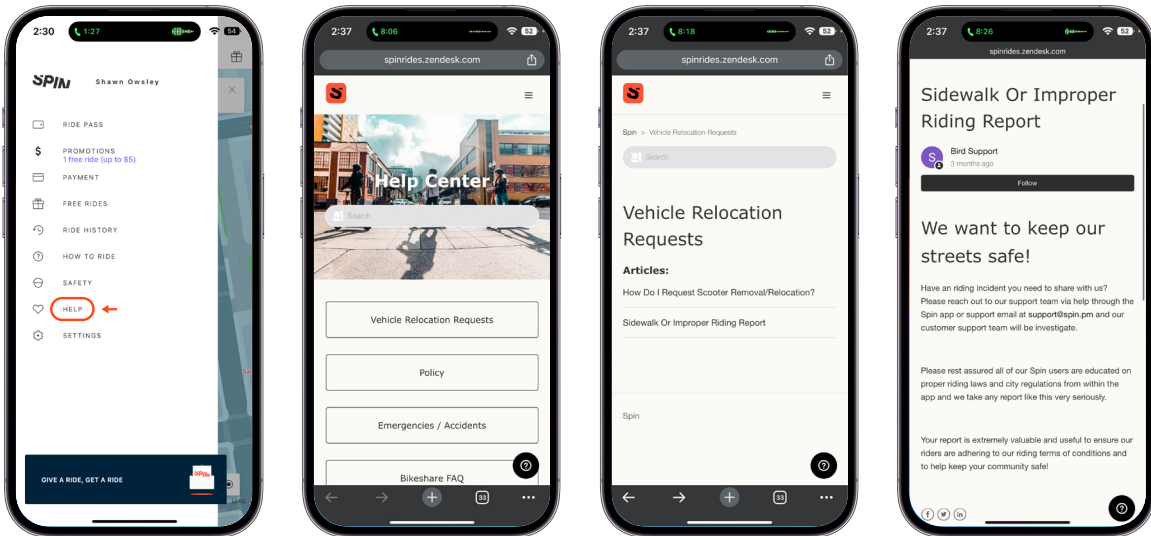 2:30
1:27
54
SPIN
Shawn Owsley
RIDE PASS
PROMOTIONS
1 free ride (up to $5)
PAYMENT
FREE RIDES
RIDE HISTORY
HOW TO RIDE
SAFETY
HELP
SETTINGS
GIVE A RIDE, GET A RIDE
SPIN
2:37
8:06
52
spinrides.zendesk.com
S
Help Center
Search
Vehicle Relocation Requests
Policy
Emergencies / Accidents
Bikeshare FAQ
33
2:37
8:18
52
spinrides.zendesk.com
S
Spin > Vehicle Relocation Requests
Search
Vehicle Relocation
Requests
Articles:
How Do I Request Scooter Removal/Relocation?
Sidewalk Or Improper Riding Report
Spin
33
2:37
8:26
52
spinrides.zendesk.com
Sidewalk Or Improper
Riding Report
S
Bird Support
3 months ago
Follow
We want to keep our
streets safe!
Have an riding incident you need to share with us?
Please reach out to our support team via help through the
Spin app or support email at support@spin.pm and our
customer support team will be investigate.
Please rest assured all of our Spin users are educated on
proper riding laws and city regulations from within the
app and we take any report like this very seriously.
Your report is extremely valuable and useful to ensure our
riders are adhering to our riding terms of conditions and
to help keep your community safe!